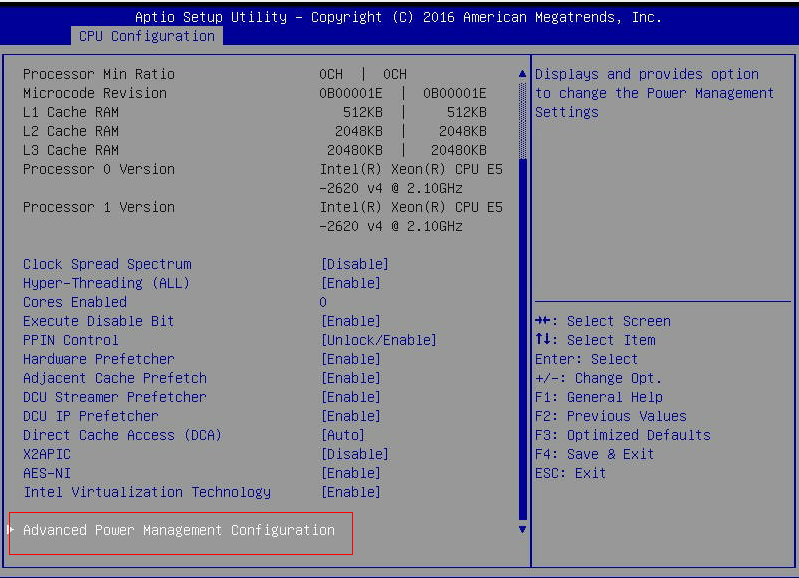 Aptio Setup Utility – Copyright (C) 2016 American Megatrends, Inc.
CPU Configuration
Processor Min Ratio 0CH | 0CH
Microcode Revision 0B00001E | 0B00001E
L1 Cache RAM 512KB | 512KB
L2 Cache RAM 2048KB | 2048KB
L3 Cache RAM 20480KB | 20480KB
Processor 0 Version Intel(R) Xeon(R) CPU E5
-2620 v4 @ 2.10GHz
Processor 1 Version Intel(R) Xeon(R) CPU E5
-2620 v4 @ 2.10GHz
Clock Spread Spectrum [Disable]
Hyper-Threading (ALL) [Enable]
Cores Enabled 0
Execute Disable Bit [Enable]
PPIN Control [Unlock/Enable]
Hardware Prefetcher [Enable]
Adjacent Cache Prefetch [Enable]
DCU Streamer Prefetcher [Enable]
DCU IP Prefetcher [Enable]
Direct Cache Access (DCA) [Auto]
X2APIC [Disable]
AES-NI [Enable]
Intel Virtualization Technology [Enable]
Advanced Power Management Configuration
Displays and provides option
to change the Power Management
Settings
→←: Select Screen
↑↓: Select Item
Enter: Select
+/-: Change Opt.
F1: General Help
F2: Previous Values
F3: Optimized Defaults
F4: Save & Exit
ESC: Exit